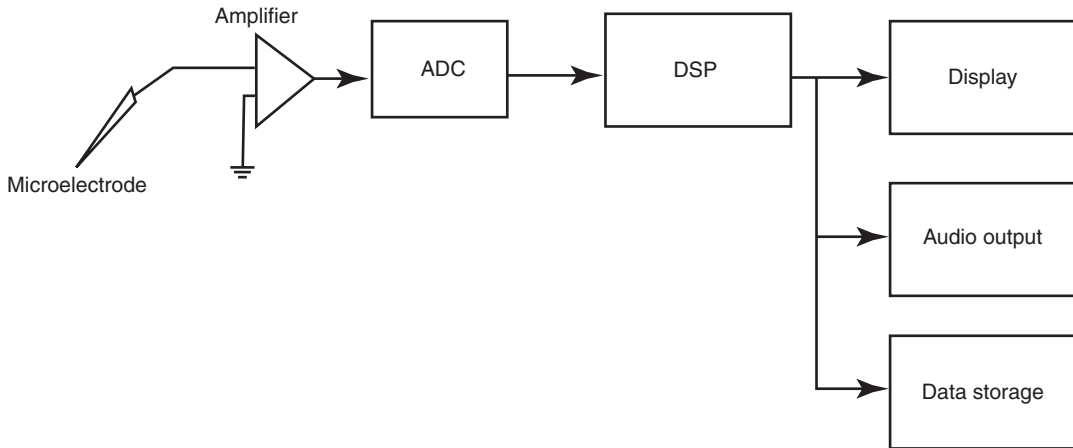 Amplifier
ADC
DSP
Display
Microelectrode
Audio output
Data storage